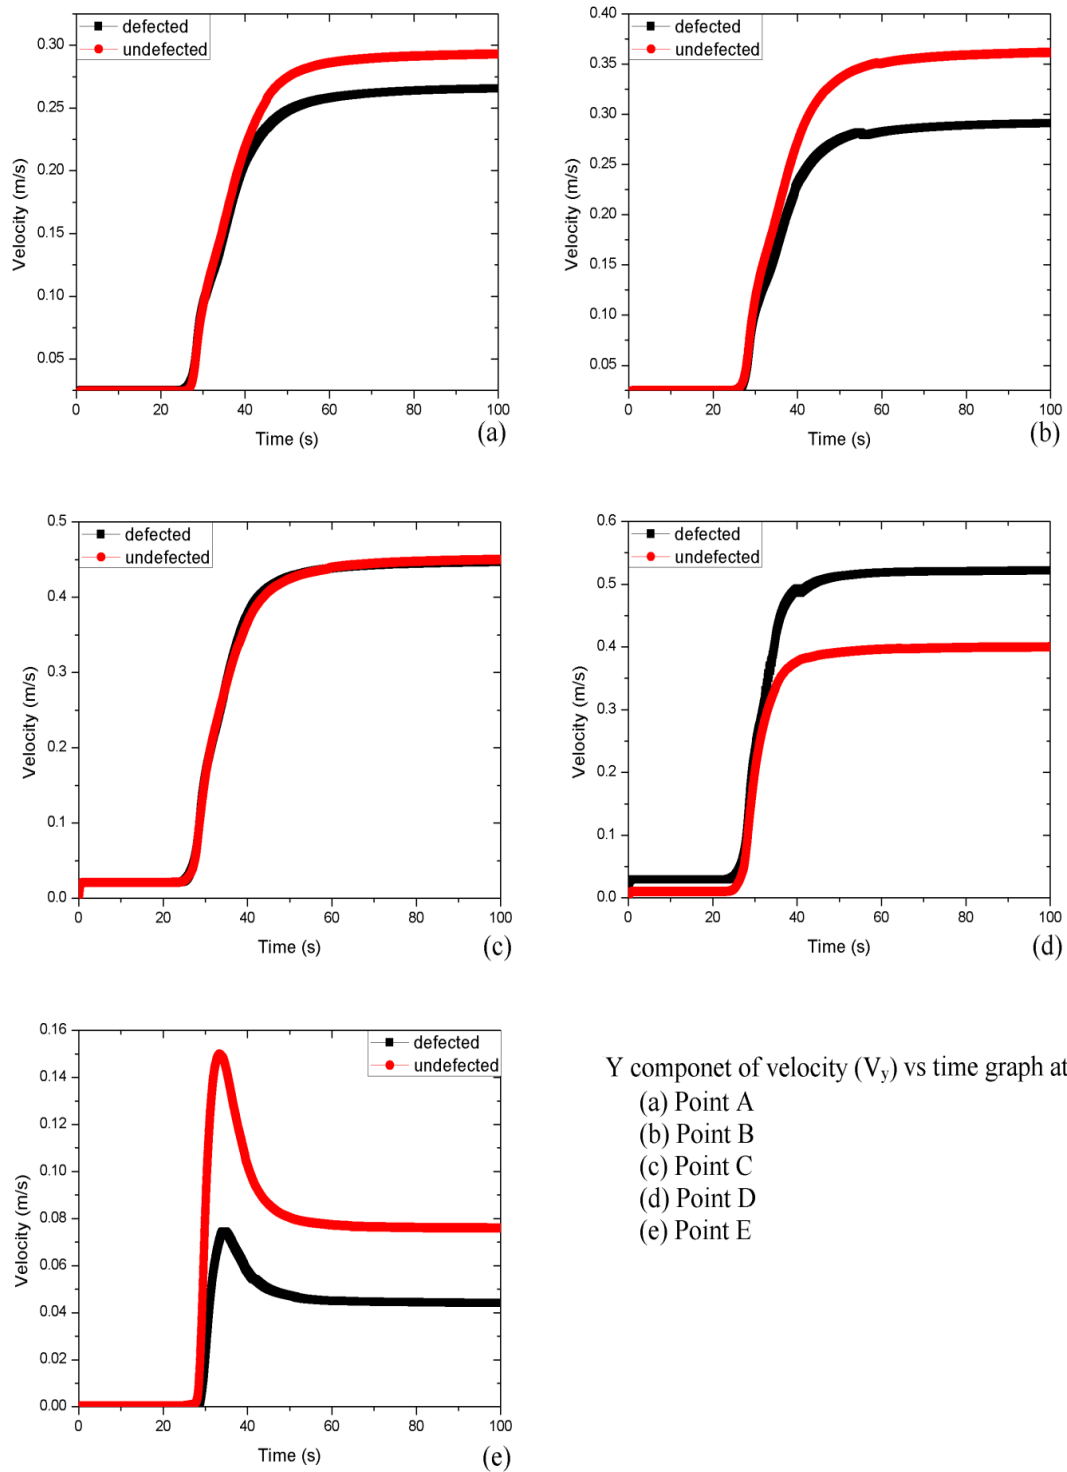 defected
undefected
0.30
0.25
0.20
0.15
0.10
0.05
Velocity (m/s)
0 20 40 60 80 100
Time (s)
(a)
defected
undefected
0.40
0.35
0.30
0.25
0.20
0.15
0.10
0.05
Velocity (m/s)
0 20 40 60 80 100
Time (s)
(b)
defected
undefected
0.5
0.4
0.3
0.2
0.1
0.0
Velocity (m/s)
0 20 40 60 80 100
Time (s)
(c)
defected
undefected
0.6
0.5
0.4
0.3
0.2
0.1
0.0
Velocity (m/s)
0 20 40 60 80 100
Time (s)
(d)
defected
undefected
0.16
0.14
0.12
0.10
0.08
0.06
0.04
0.02
0.00
Velocity (m/s)
0 20 40 60 80 100
Time (s)
(e)
Y componet of velocity (Vy) vs time graph at
(a) Point A
(b) Point B
(c) Point C
(d) Point D
(e) Point E